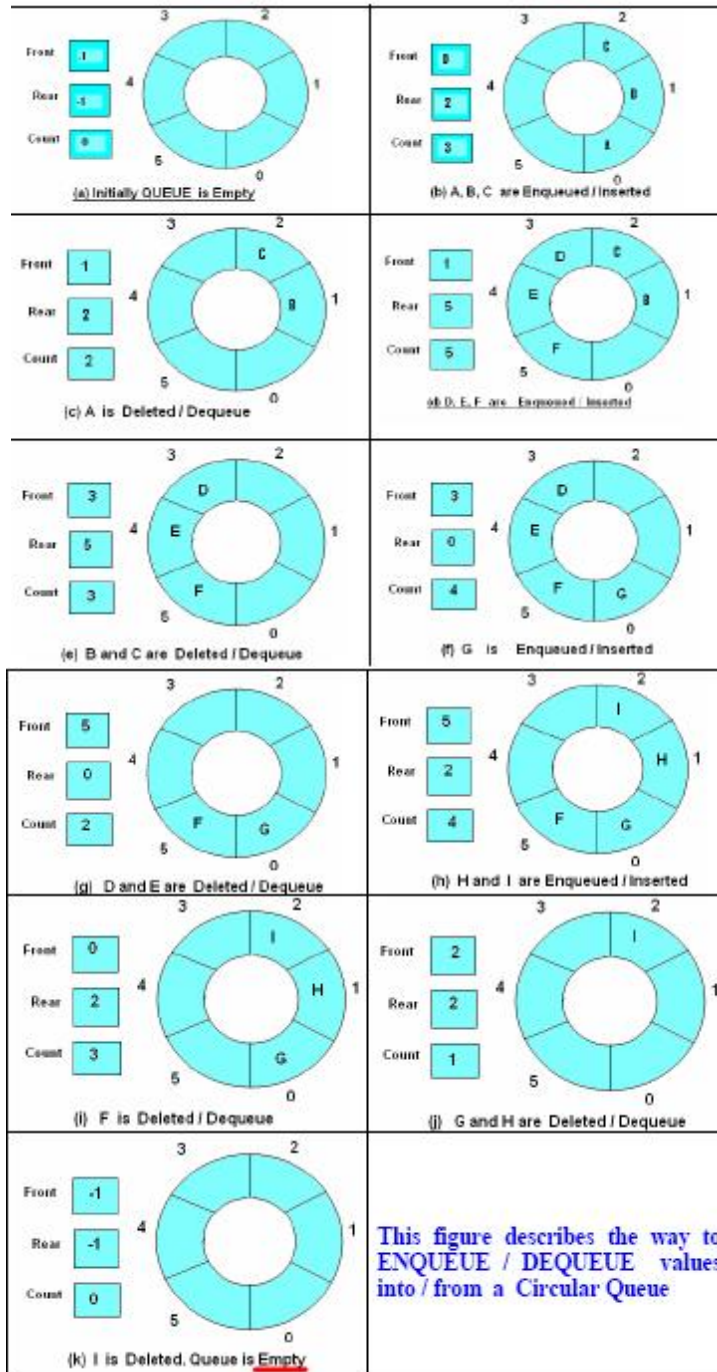 3 2
Front -1
4 1
Rear -1
Count 0
5 0
(a) Initially QUEUE is Empty
3 2
Front 0 C
4 B 1
Rear 2
Count 3 A
5 0
(b) A, B, C are Enqueued / Inserted
3 2
Front 1 C
4 B 1
Rear 2
Count 2
5 0
(c) A is Deleted / Dequeue
3 2
Front 1 D C
4 E B 1
Rear 5
Count 5 F
5 0
D, E, F are Enqueued / Inserted
3 2
Front 3 D
4 E 1
Rear 5
Count 3 F
5 0
(e) B and C are Deleted / Dequeue
3 2
Front 3 D
4 E 1
Rear 0
Count 4 F G
5 0
(f) G is Enqueued / Inserted
3 2
Front 5
4 1
Rear 0
Count 2 F G
5 0
(g) D and E are Deleted / Dequeue
3 2
Front 5 I
4 H 1
Rear 2
Count 4 F G
5 0
(h) H and I are Enqueued / Inserted
3 2
Front 0 I
4 H 1
Rear 2
Count 3 G
5 0
(i) F is Deleted / Dequeue
3 2
Front 2 I
4 1
Rear 2
Count 1
5 0
(j) G and H are Deleted / Dequeue
3 2
Front -1
4 1
Rear -1
Count 0
5 0
(k) I is Deleted, Queue is Empty
This figure describes the way to
ENQUEUE / DEQUEUE values
into / from a Circular Queue